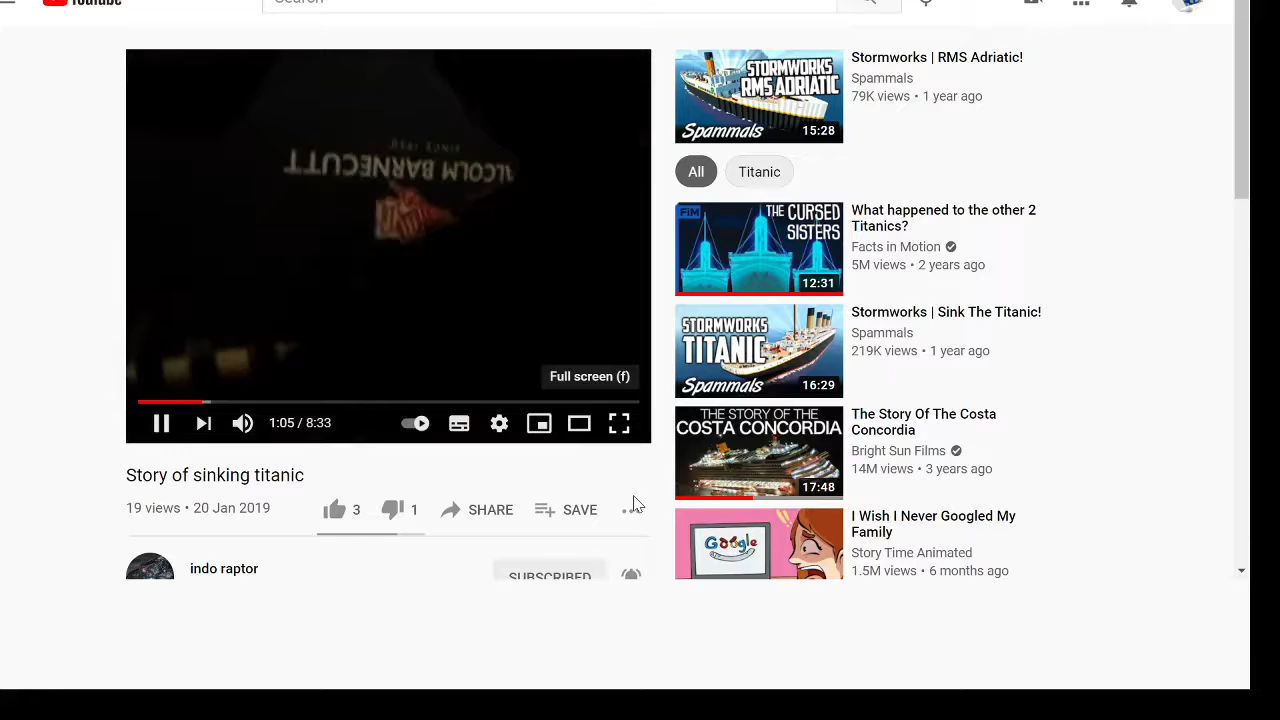 YouTube
Search
SINCE 1950
LCOLM BARNECUTT
Full screen (f)
1:05 / 8:33
Story of sinking titanic
19 views • 20 Jan 2019
3
1
SHARE
SAVE
indo raptor
SUBSCRIBED
STORMWORKS
RMS ADRIATIC
Spammals
15:28
Stormworks | RMS Adriatic!
Spammals
79K views • 1 year ago
All
Titanic
FiM
THE CURSED
SISTERS
12:31
What happened to the other 2
Titanics?
Facts in Motion
5M views • 2 years ago
STORMWORKS
TITANIC
Spammals
16:29
Stormworks | Sink The Titanic!
Spammals
219K views • 1 year ago
THE STORY OF THE
COSTA CONCORDIA
17:48
The Story Of The Costa
Concordia
Bright Sun Films
14M views • 3 years ago
Google
I Wish I Never Googled My
Family
Story Time Animated
1.5M views • 6 months ago